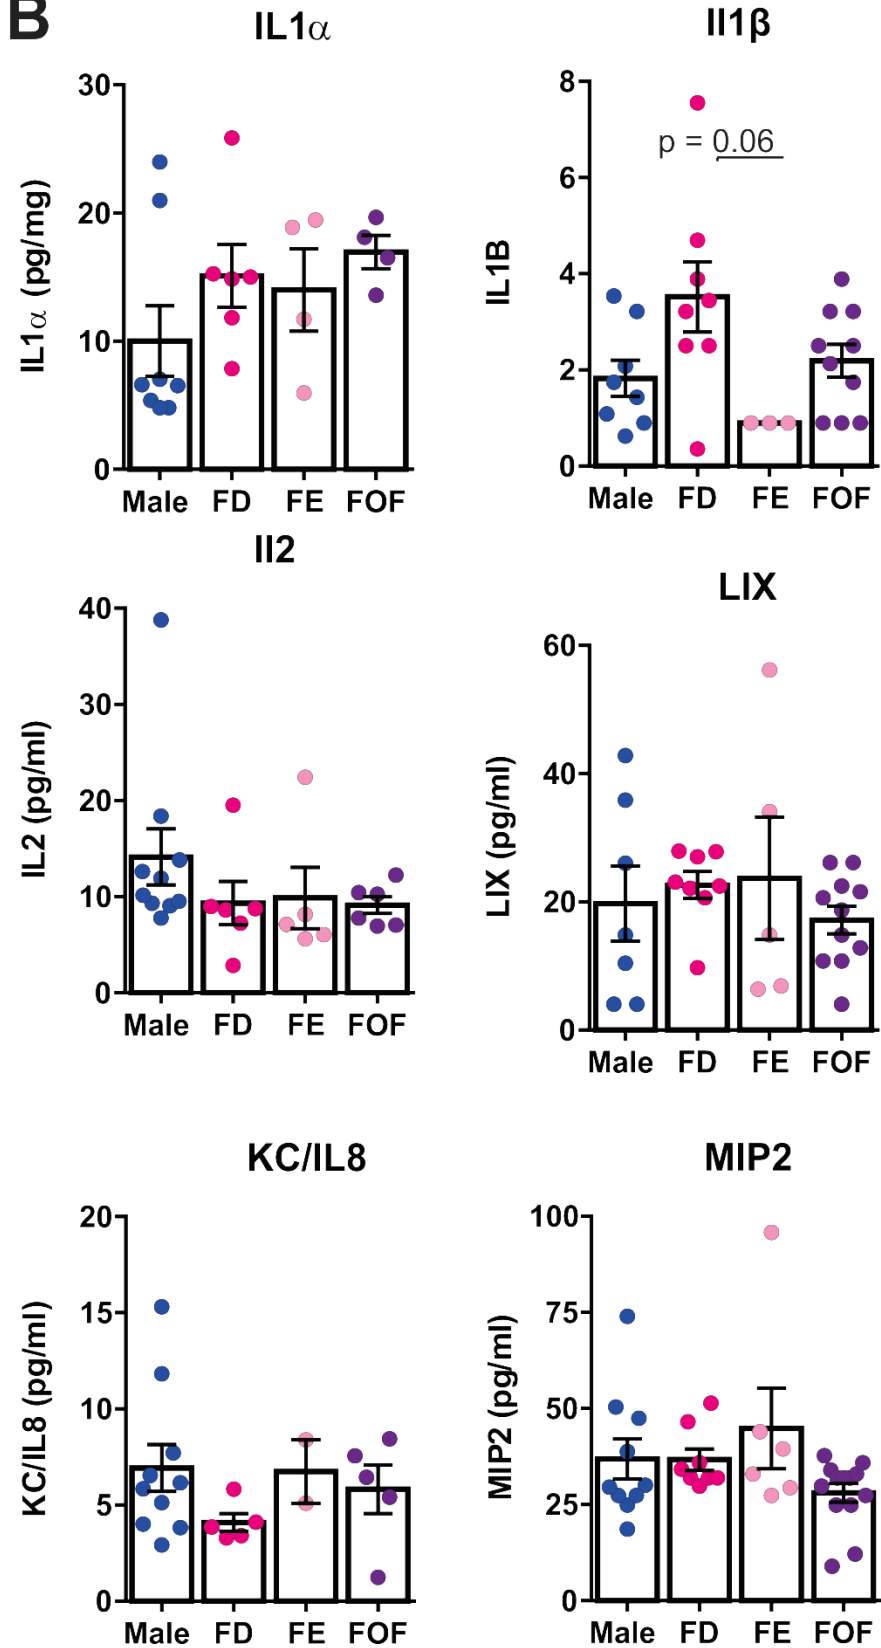 B
IL1α
30
20
10
0
IL1α (pg/mg)
Male FD FE FOF
Il1β
8
6
4
2
0
IL1B
p = 0.06
Male FD FE FOF
Il2
40
30
20
10
0
IL2 (pg/ml)
Male FD FE FOF
LIX
60
40
20
0
LIX (pg/ml)
Male FD FE FOF
KC/IL8
20
15
10
5
0
KC/IL8 (pg/ml)
Male FD FE FOF
MIP2
100
75
50
25
0
MIP2 (pg/ml)
Male FD FE FOF